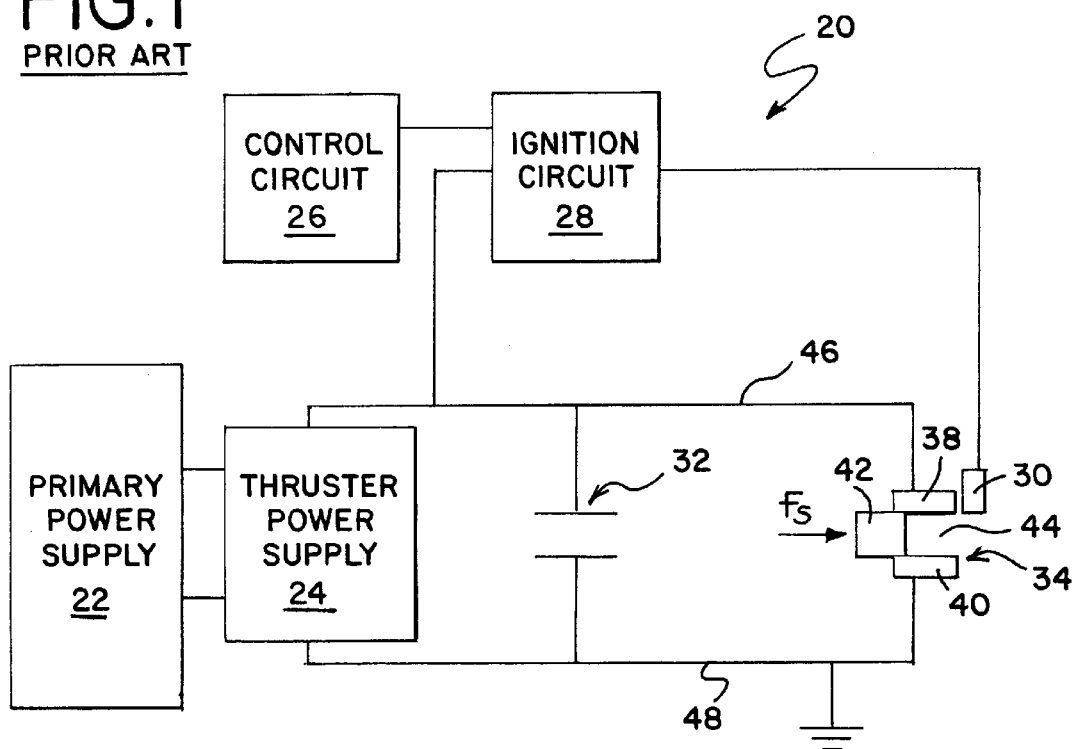 FIG.1
PRIOR ART
20
CONTROL
CIRCUIT
26
IGNITION
CIRCUIT
28
46
32
38
30
42
fs
44
34
40
PRIMARY
POWER
SUPPLY
22
THRUSTER
POWER
SUPPLY
24
48